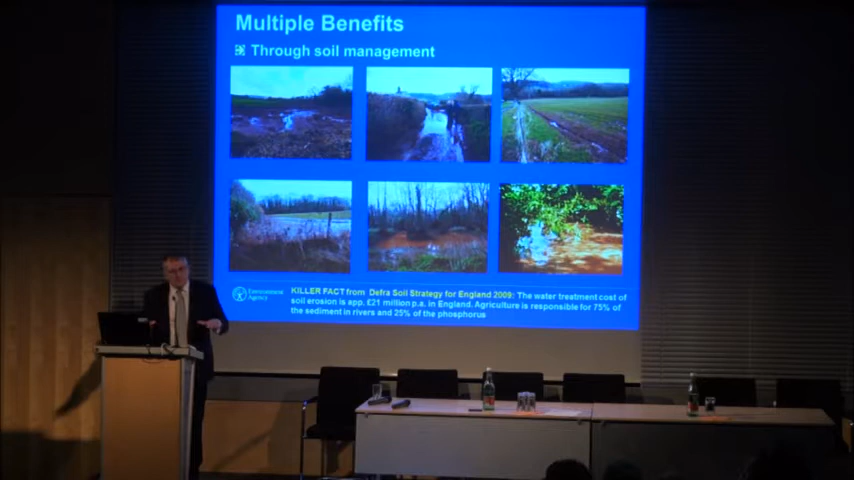 Multiple Benefits
Through soil management
Environment
Agency
KILLER FACT from Defra Soil Strategy for England 2009: The water treatment cost of
soil erosion is app. £21 million p.a. in England. Agriculture is responsible for 75% of
the sediment in rivers and 25% of the phosphorus